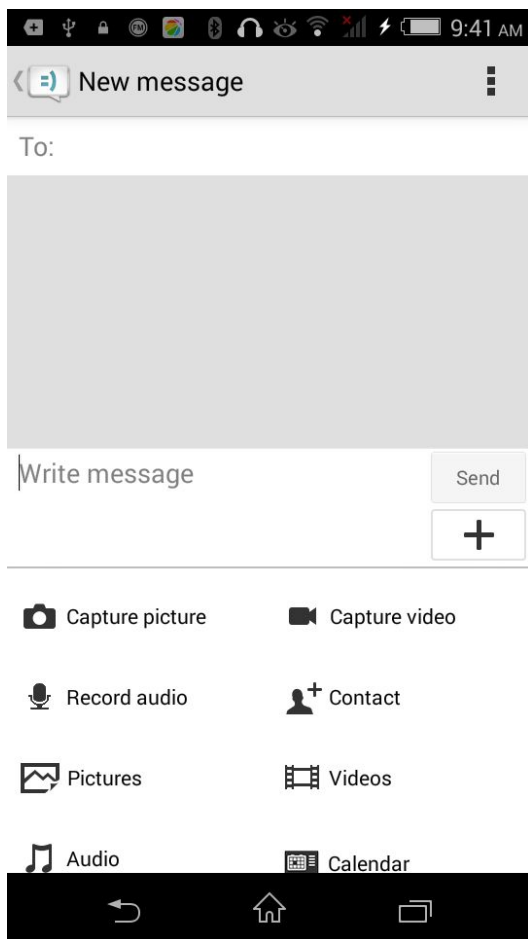 FM 9:41 AM
=) New message
To:
Write message
Send
Capture picture
Capture video
Record audio
Contact
Pictures
Videos
Audio
Calendar